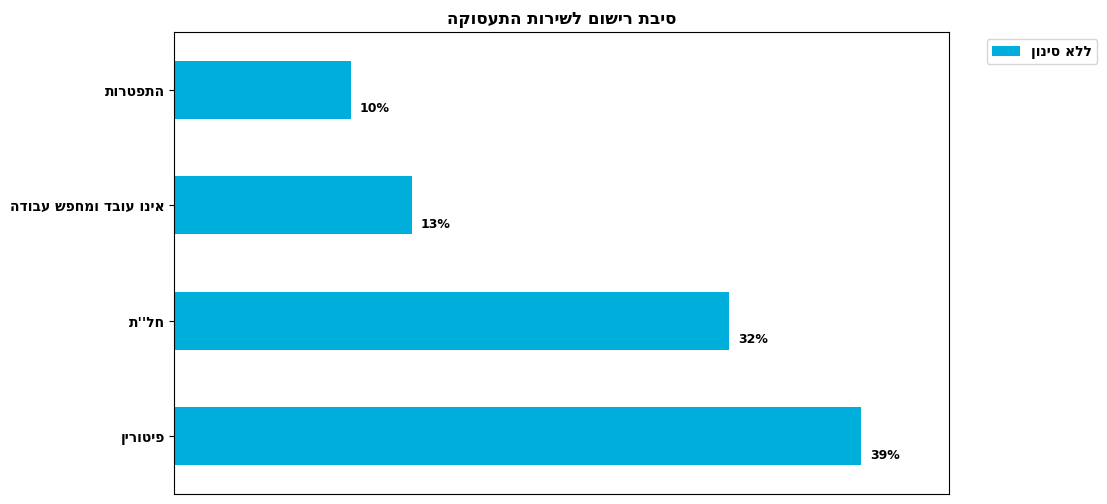 סיבת רישום לשירות התעסוקה
ללא סינון
התפטרות
10%
אינו עובד ומחפש עבודה
13%
חל''ת
32%
פיטורין
39%